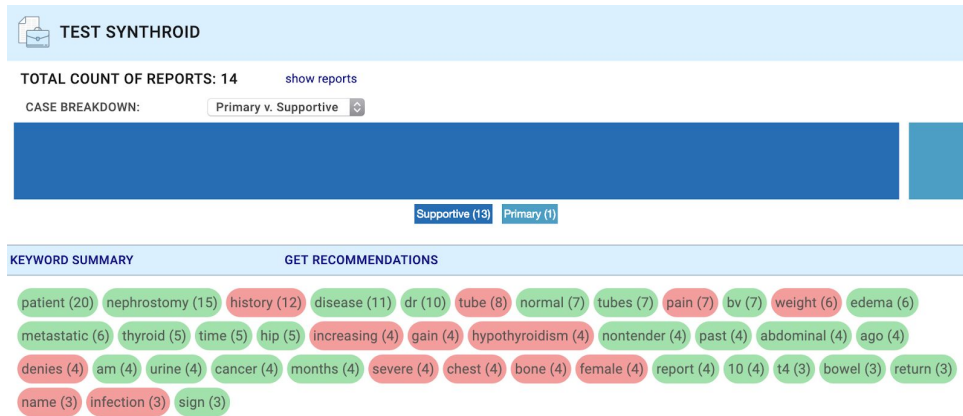 TEST SYNTHROID
TOTAL COUNT OF REPORTS: 14 show reports
CASE BREAKDOWN: Primary v. Supportive
Supportive (13) Primary (1)
KEYWORD SUMMARY GET RECOMMENDATIONS
patient (20) nephrostomy (15) history (12) disease (11) dr (10) tube (8) normal (7) tubes (7) pain (7) bv (7) weight (6) edema (6)
metastatic (6) thyroid (5) time (5) hip (5) increasing (4) gain (4) hypothyroidism (4) nontender (4) past (4) abdominal (4) ago (4)
denies (4) am (4) urine (4) cancer (4) months (4) severe (4) chest (4) bone (4) female (4) report (4) 10 (4) t4 (3) bowel (3) return (3)
name (3) infection (3) sign (3)